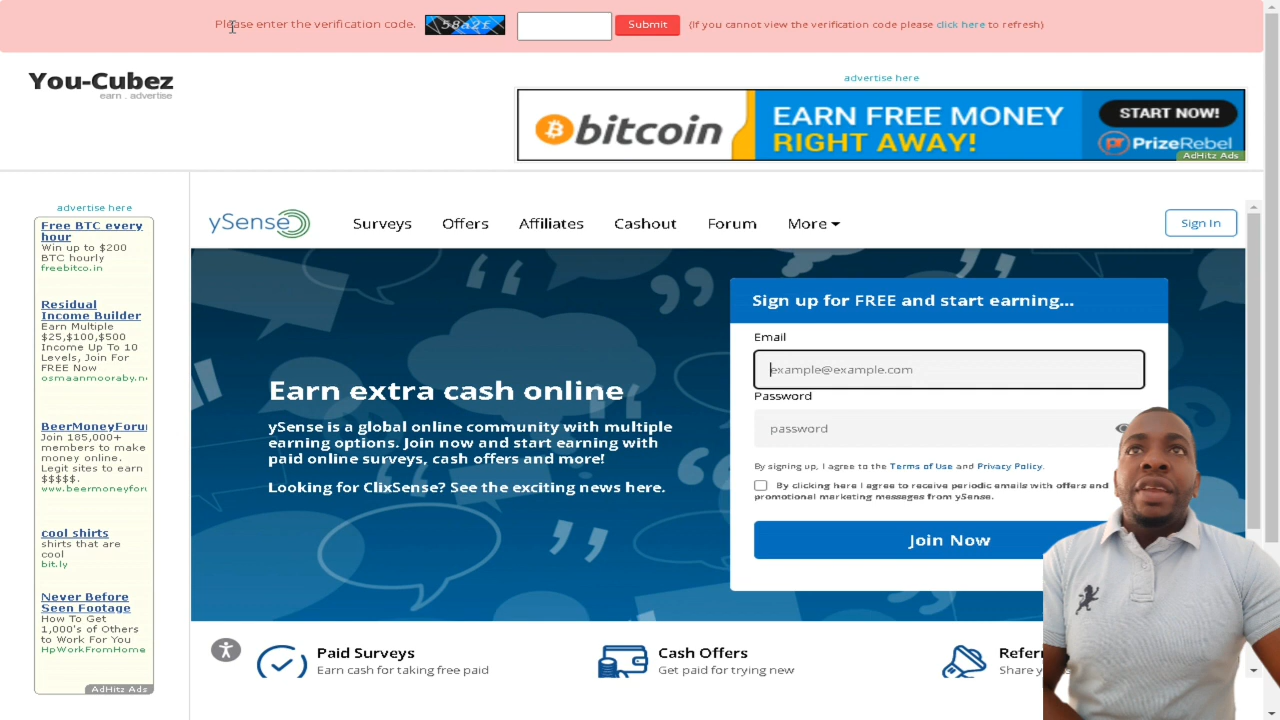 Please enter the verification code. 58a2f Submit (If you cannot view the verification code please click here to refresh)
You-Cubez
earn . advertise
advertise here
bitcoin EARN FREE MONEY RIGHT AWAY! START NOW! PrizeRebel
AdHitz Ads
advertise here
Free BTC every
hour
Win up to $200
BTC hourly
freebitco.in
Residual
Income Builder
Earn Multiple
$25,$100,$500
Income Up To 10
Levels, Join For
FREE Now
osmaanmooraby.n
BeerMoneyForu
Join 185,000+
members to make
money online.
Legit sites to earn
$$$$$.
www.beermoneyfor
cool shirts
shirts that are
cool
bit.ly
Never Before
Seen Footage
How To Get
1,000's of Others
to Work For You
HpWorkFromHome
AdHitz Ads
ySense Surveys Offers Affiliates Cashout Forum More Sign In
Earn extra cash online
ySense is a global online community with multiple
earning options. Join now and start earning with
paid online surveys, cash offers and more!
Looking for ClixSense? See the exciting news here.
Sign up for FREE and start earning...
Email
example@example.com
Password
password
By signing up, I agree to the Terms of Use and Privacy Policy.
By clicking here I agree to receive periodic emails with offers and
promotional marketing messages from ySense.
Join Now
Paid Surveys
Earn cash for taking free paid
Cash Offers
Get paid for trying new
Referr
Share y